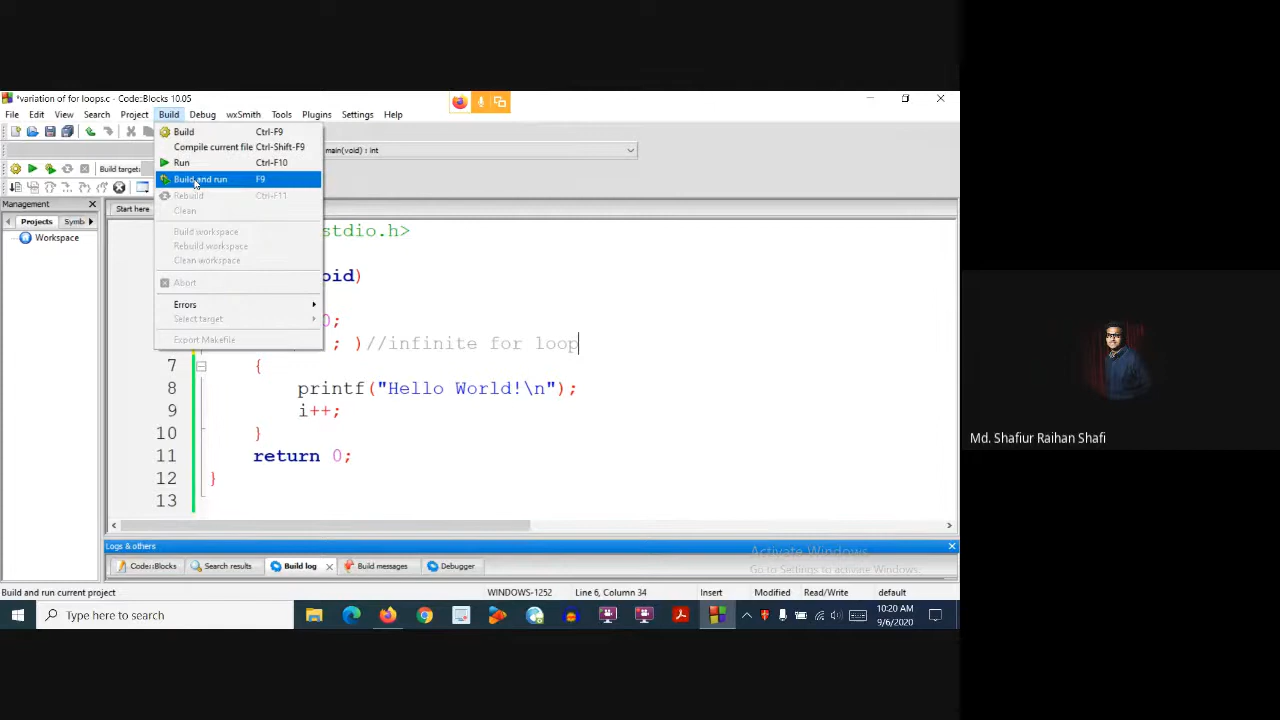 *variation of for loops.c - Code::Blocks 10.05
File Edit View Search Project Build Debug wxSmith Tools Plugins Settings Help
Build Ctrl-F9
Compile current file Ctrl-Shift-F9
main(void) : int
Run Ctrl-F10
Build target:
Build and run F9
Rebuild Ctrl-F11
Clean
Management
Start here
Projects Symb
Workspace
Build workspace
Rebuild workspace
Clean workspace
Abort
Errors
Select target
Export Makefile
stdio.h>
oid)
0;
; )//infinite for loop
7 {
8 printf("Hello World!\n");
9 i++;
10 }
11 return 0;
12 }
13
Logs & others
Code::Blocks Search results Build log Build messages Debugger
Activate Windows
Go to Settings to activate Windows.
Build and run current project WINDOWS-1252 Line 6, Column 34 Insert Modified Read/Write default
Type here to search
10:20 AM
9/6/2020
Md. Shafiur Raihan Shafi